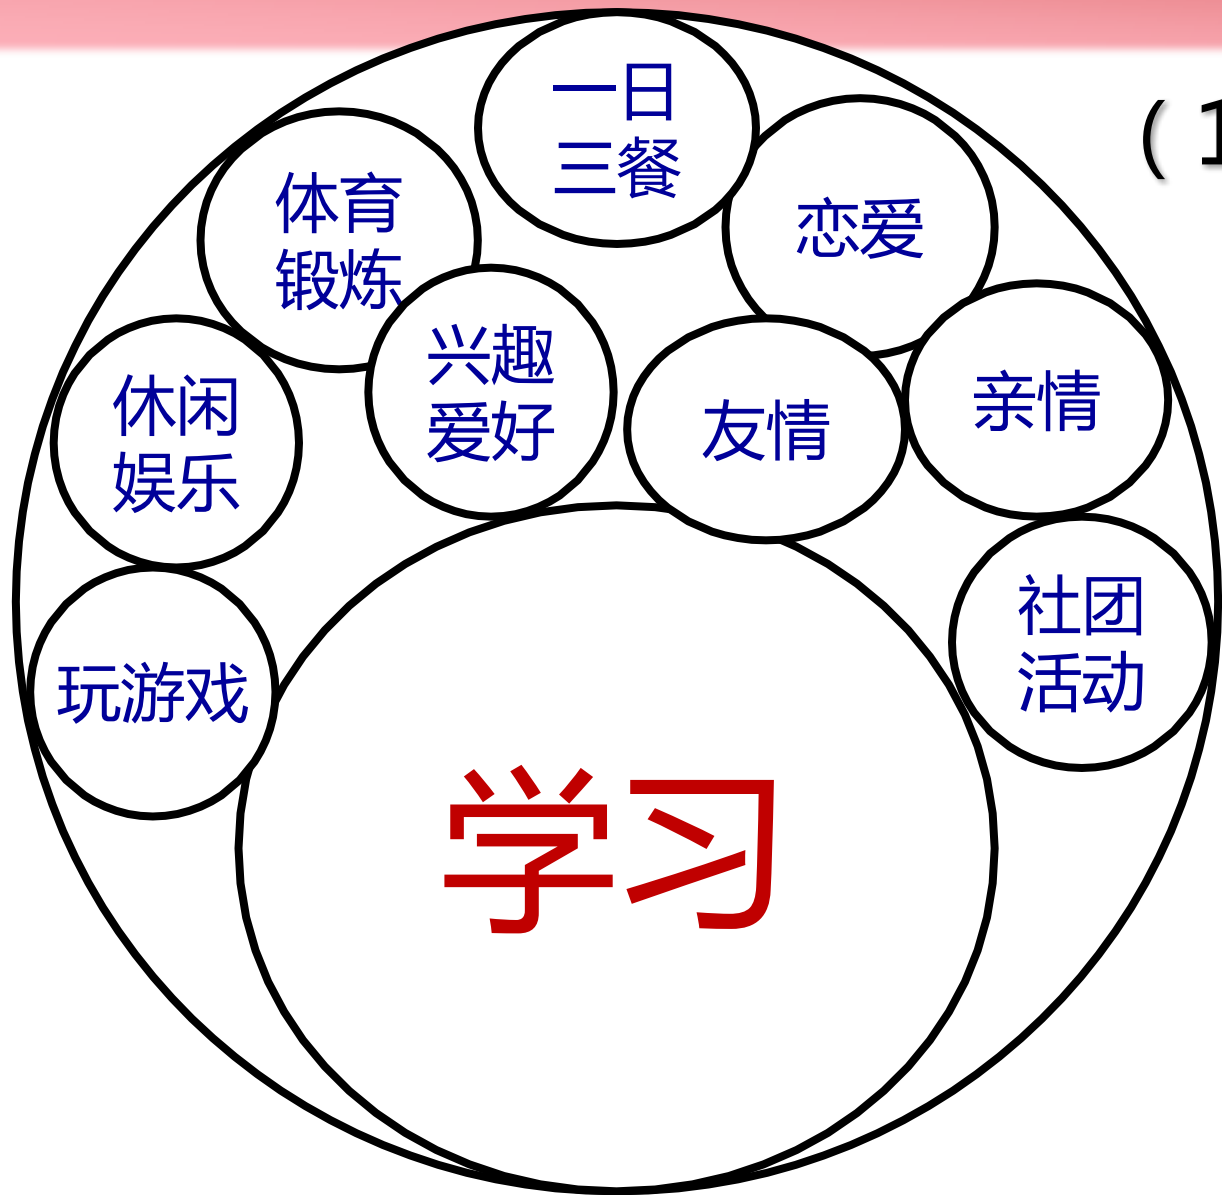 一日
三餐
（1
体育
锻炼
恋爱
兴趣
爱好
休闲
娱乐
友情
亲情
社团
活动
玩游戏
学习